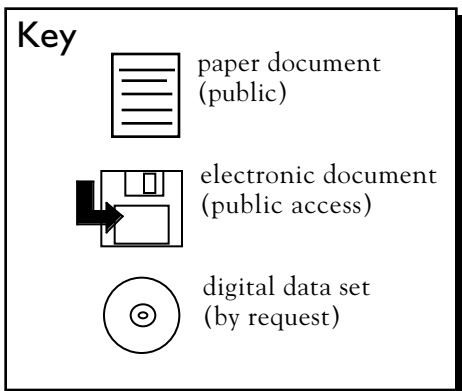 Key
paper document
(public)
electronic document
(public access)
digital data set
(by request)